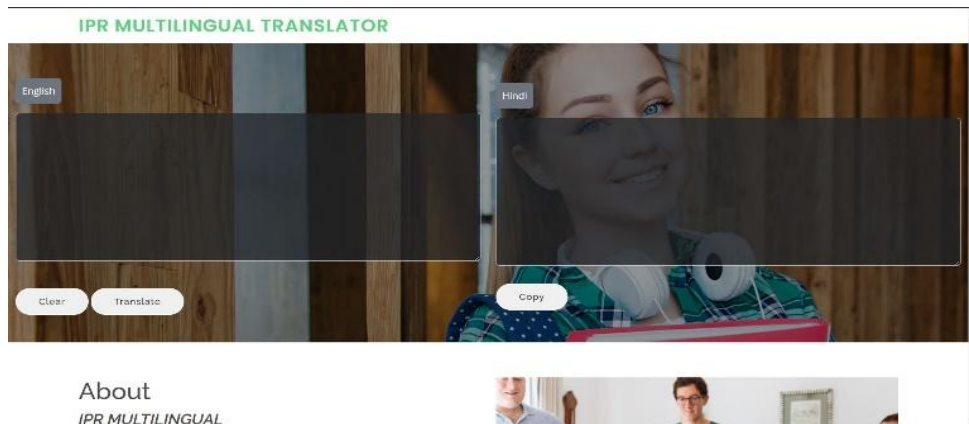 IPR MULTILINGUAL TRANSLATOR
English
Hindi
Clear
Translate
Copy
About
IPR MULTILINGUAL